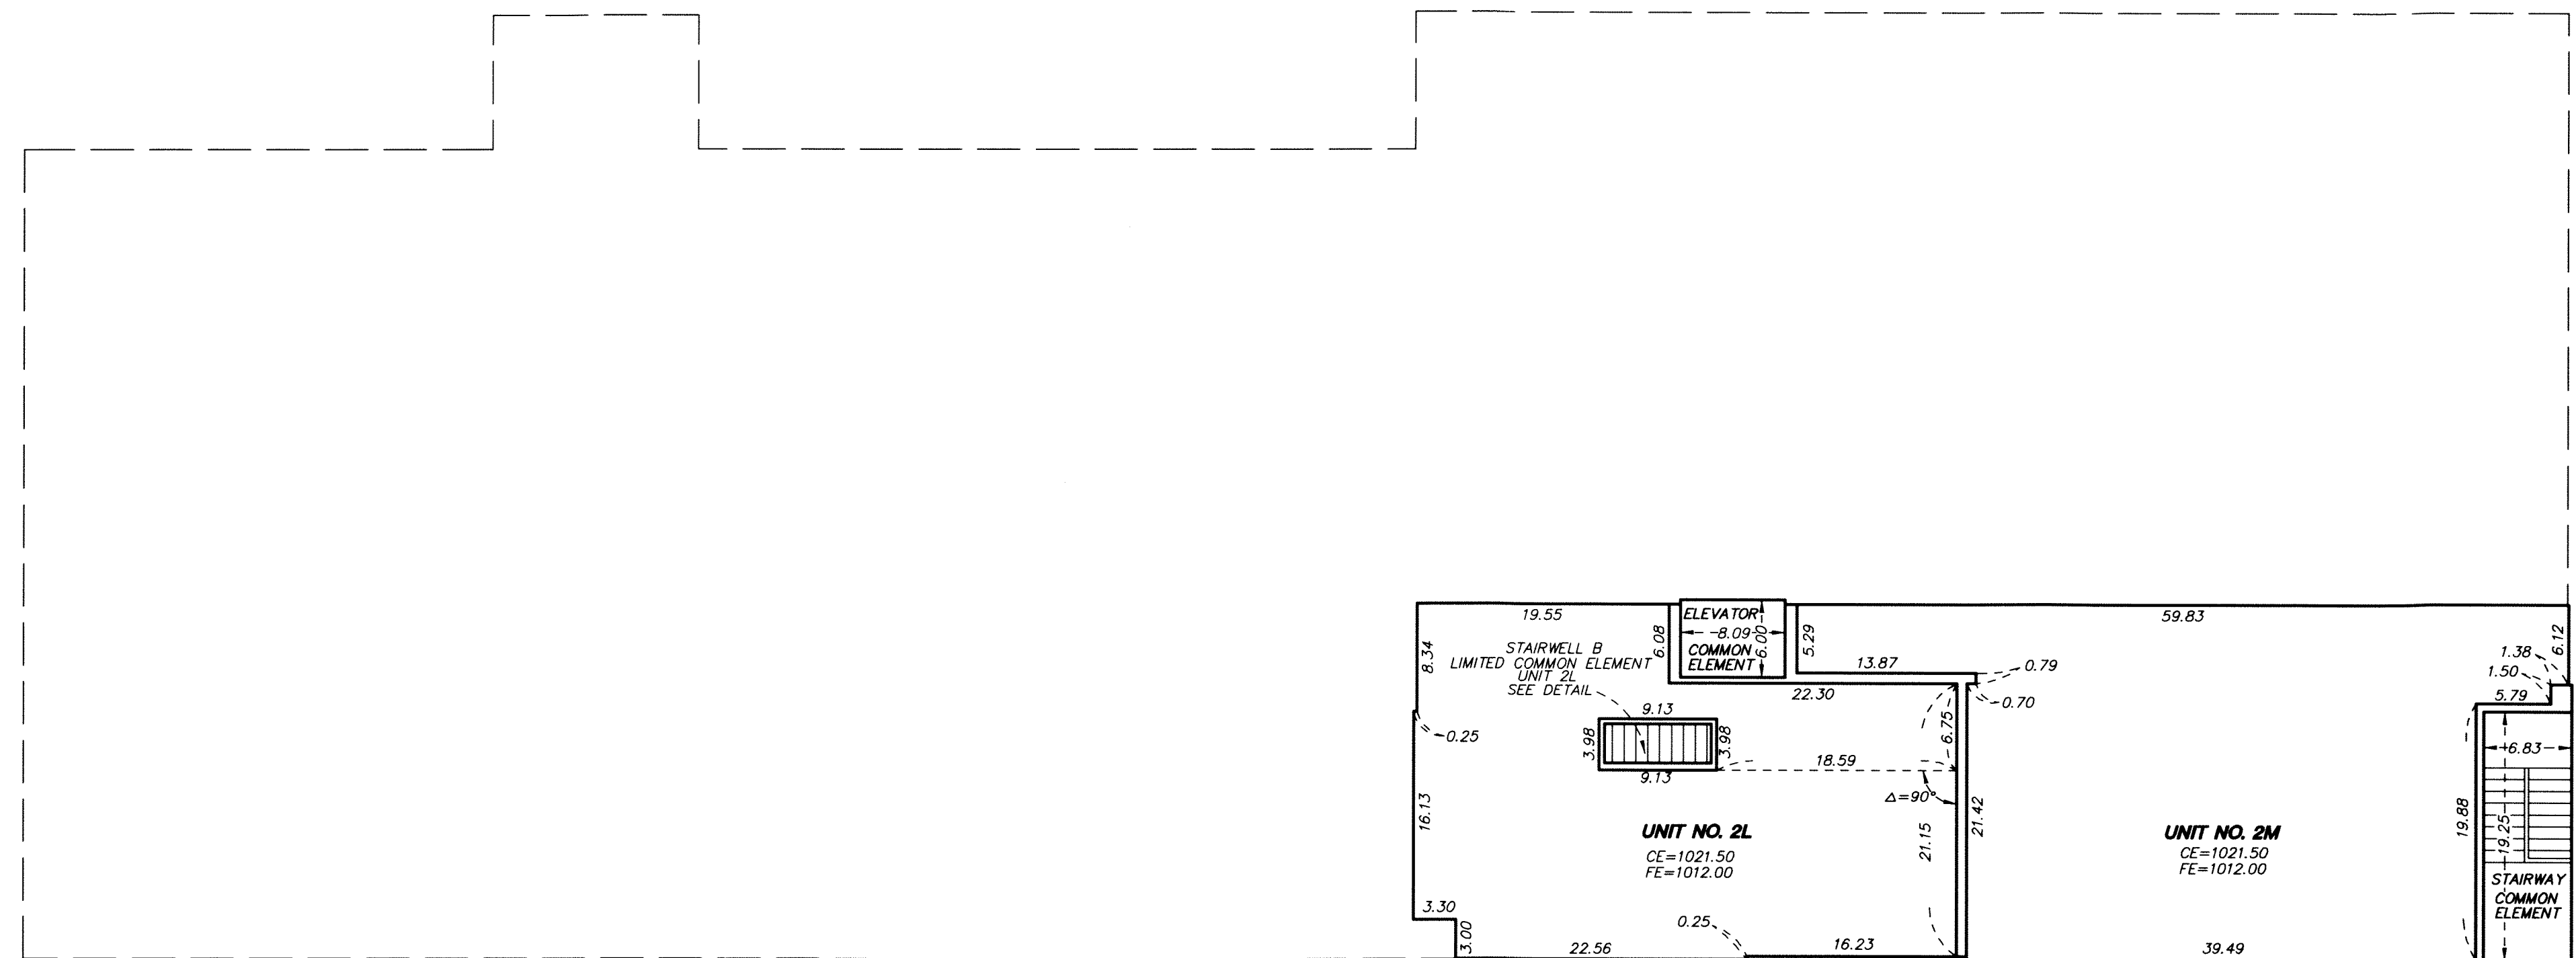 19.55
8.34
6.08
ELEVATOR
8.09
6.00
COMMON
ELEMENT
5.29
59.83
6.12
STAIRWELL B
LIMITED COMMON ELEMENT
UNIT 2L
SEE DETAIL
13.87
0.79
1.38
1.50
22.30
0.70
5.79
9.13
0.25
3.98
3.98
6.75
6.83
9.13
18.59
Δ=90°
16.13
21.15
21.42
19.88
19.25
UNIT NO. 2L
CE=1021.50
FE=1012.00
UNIT NO. 2M
CE=1021.50
FE=1012.00
STAIRWAY
COMMON
ELEMENT
3.30
3.00
0.25
22.56
16.23
39.49